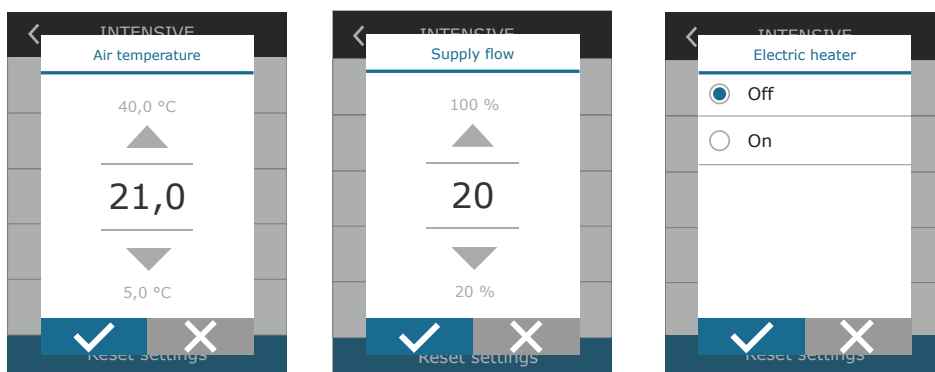 INTENSIVE
Air temperature
40,0 °C
21,0
5,0 °C
Reset settings
INTENSIVE
Supply flow
100 %
20
20 %
Reset settings
INTENSIVE
Electric heater
Off
On
Reset settings